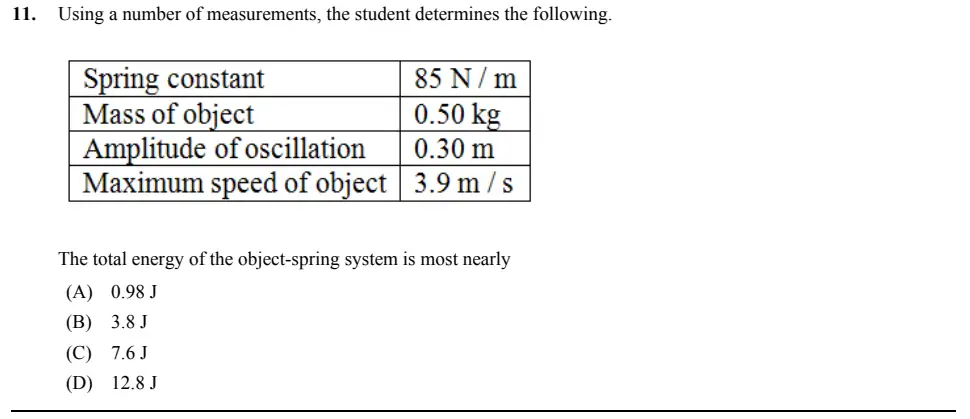 11. Using a number of measurements, the student determines the following.
Spring constant 85 N / m
Mass of object 0.50 kg
Amplitude of oscillation 0.30 m
Maximum speed of object 3.9 m / s
The total energy of the object-spring system is most nearly
(A) 0.98 J
(B) 3.8 J
(C) 7.6 J
(D) 12.8 J